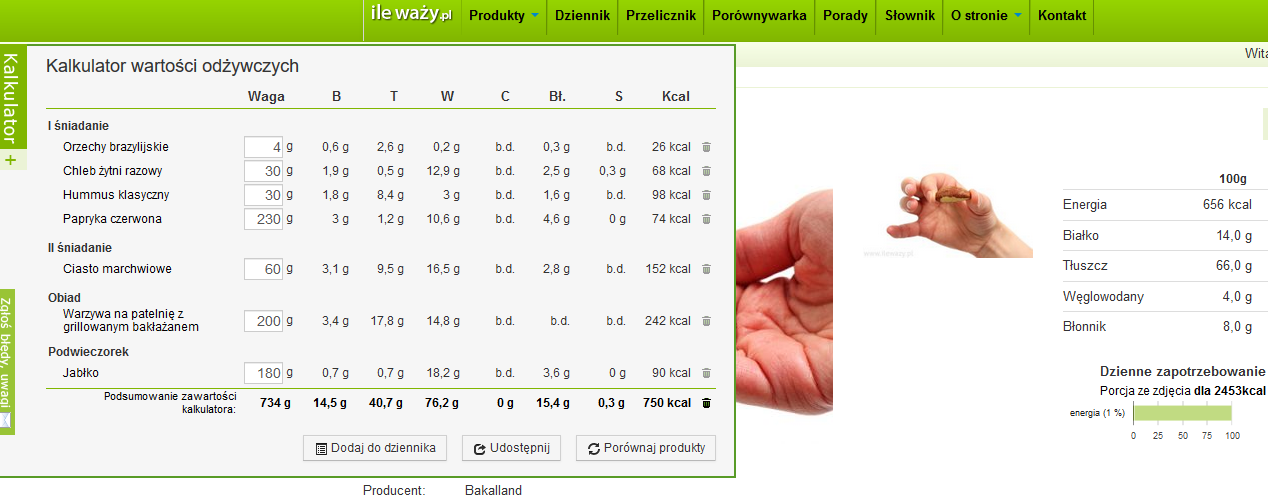 ile waży.pl Produkty Dziennik Przelicznik Porównywarka Porady Słownik O stronie Kontakt
Wita
Kalkulator
+
Zgłoś błędy, uwagi
Kalkulator wartości odżywczych
Waga B T W C Bł. S Kcal
I śniadanie
Orzechy brazylijskie 4 g 0,6 g 2,6 g 0,2 g b.d. 0,3 g b.d. 26 kcal
Chleb żytni razowy 30 g 1,9 g 0,5 g 12,9 g b.d. 2,5 g 0,3 g 68 kcal
Hummus klasyczny 30 g 1,8 g 8,4 g 3 g b.d. 1,6 g b.d. 98 kcal
Papryka czerwona 230 g 3 g 1,2 g 10,6 g b.d. 4,6 g 0 g 74 kcal
II śniadanie
Ciasto marchwiowe 60 g 3,1 g 9,5 g 16,5 g b.d. 2,8 g b.d. 152 kcal
Obiad
Warzywa na patelnię z
grillowanym bakłażanem 200 g 3,4 g 17,8 g 14,8 g b.d. b.d. b.d. 242 kcal
Podwieczorek
Jabłko 180 g 0,7 g 0,7 g 18,2 g b.d. 3,6 g 0 g 90 kcal
Podsumowanie zawartości
kalkulatora: 734 g 14,5 g 40,7 g 76,2 g 0 g 15,4 g 0,3 g 750 kcal
Dodaj do dziennika Udostępnij Porównaj produkty
www.ilewazy.pl
100g
Energia 656 kcal
Białko 14,0 g
Tłuszcz 66,0 g
Węglowodany 4,0 g
Błonnik 8,0 g
Dzienne zapotrzebowanie
Porcja ze zdjęcia dla 2453kcal
energia (1 %)
0 25 50 75 100
Producent: Bakalland